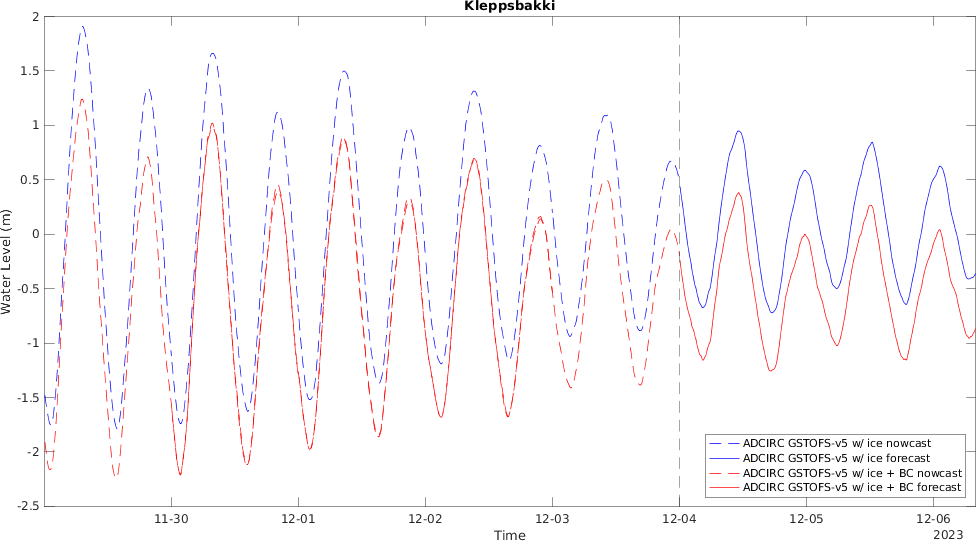 Kleppsbakki
2
1.5
1
0.5
0
-0.5
-1
-1.5
-2
-2.5
Water Level (m)
11-30
12-01
12-02
12-03
12-04
12-05
12-06
Time
2023
ADCIRC GSTOFS-v5 w/ ice nowcast
ADCIRC GSTOFS-v5 w/ ice forecast
ADCIRC GSTOFS-v5 w/ ice + BC nowcast
ADCIRC GSTOFS-v5 w/ ice + BC forecast